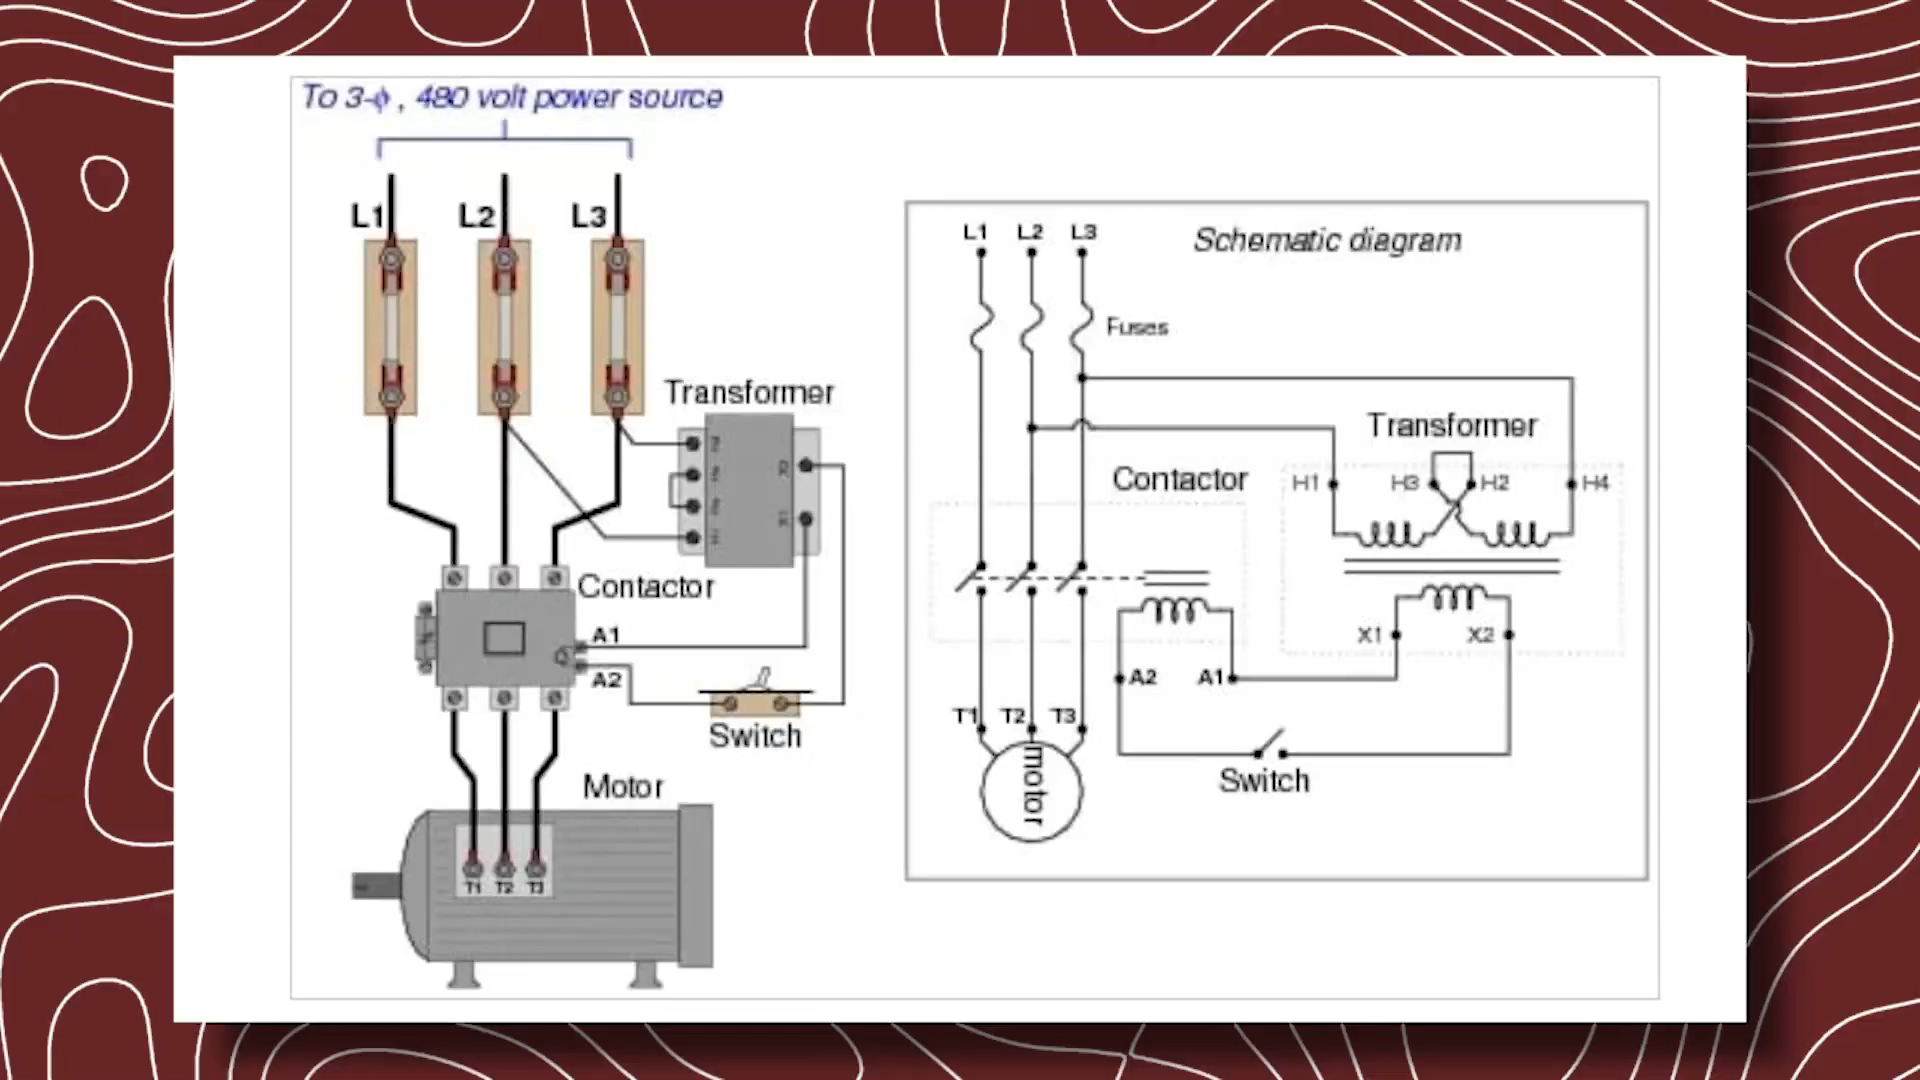 To 3-ϕ , 480 volt power source
L1 L2 L3
Transformer
Contactor
A1
A2
Switch
Motor
T1 T2 T3
Schematic diagram
L1 L2 L3
Fuses
Transformer
Contactor
H1 H3 H2 H4
X1 X2
A2 A1
T1 T2 T3
motor
Switch